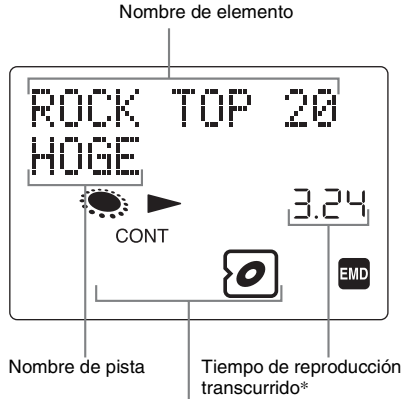 Nombre de elemento
ROCK TOP 20
HOGE
3.24
CONT
EMD
Nombre de pista
Tiempo de reproducción
transcurrido*